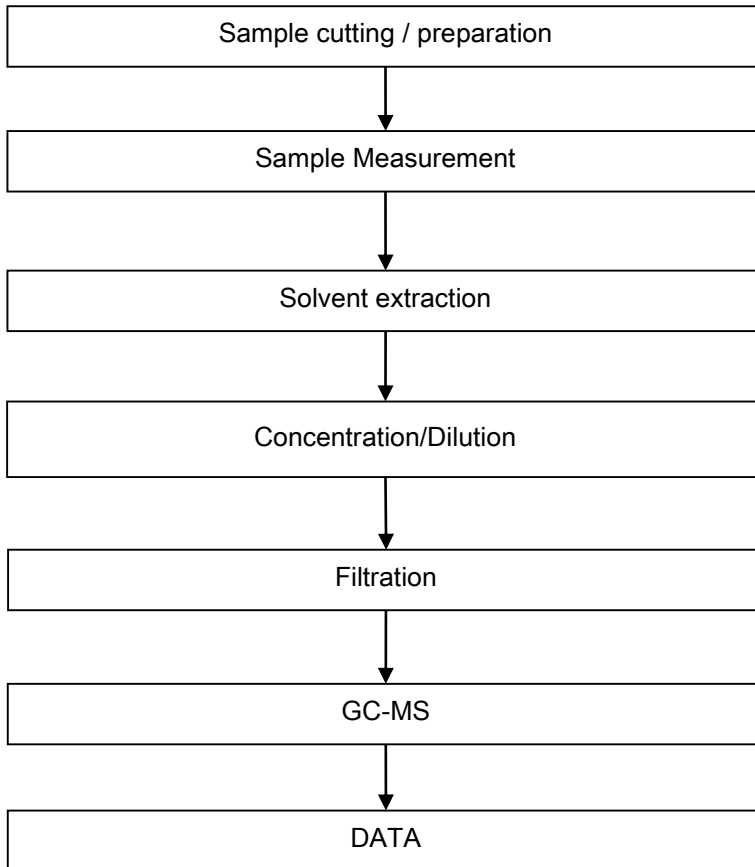 Sample cutting / preparation
Sample Measurement
Solvent extraction
Concentration/Dilution
Filtration
GC-MS
DATA